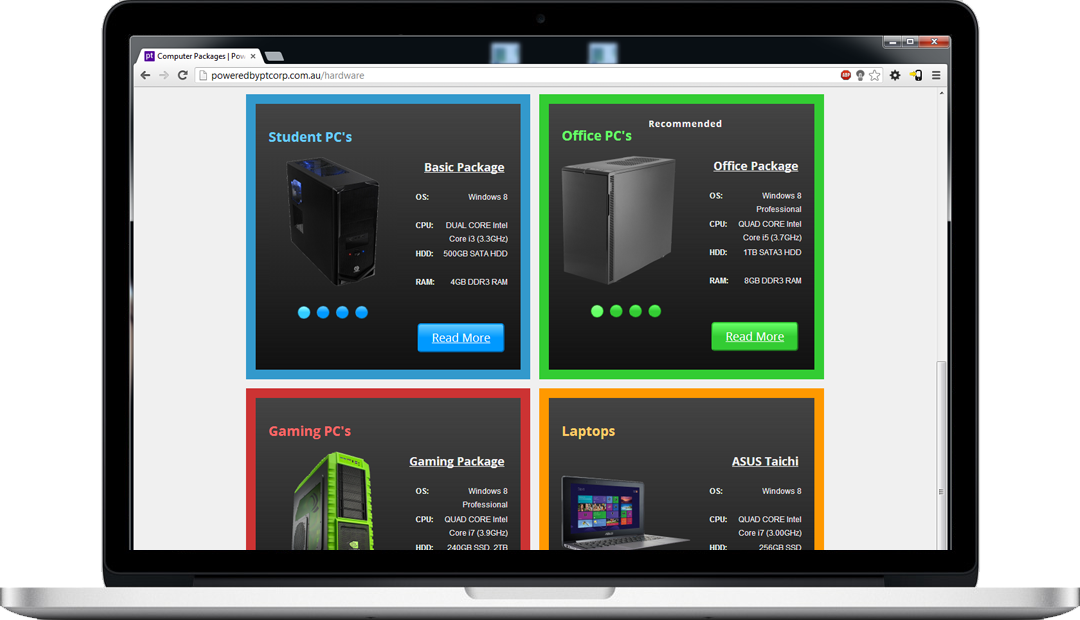 pt Computer Packages | Pow
poweredbyptcorp.com.au/hardware
ABP
Student PC's
Basic Package
OS: Windows 8
CPU: DUAL CORE Intel
Core i3 (3.3GHz)
HDD: 500GB SATA HDD
RAM: 4GB DDR3 RAM
Read More
Recommended
Office PC's
Office Package
OS: Windows 8
Professional
CPU: QUAD CORE Intel
Core i5 (3.7GHz)
HDD: 1TB SATA3 HDD
RAM: 8GB DDR3 RAM
Read More
Gaming PC's
Gaming Package
OS: Windows 8
Professional
CPU: QUAD CORE Intel
Core i7 (3.9GHz)
HDD: 240GB SSD, 2TB
Laptops
ASUS Taichi
OS: Windows 8
CPU: QUAD CORE Intel
Core i7 (3.00GHz)
HDD: 256GB SSD